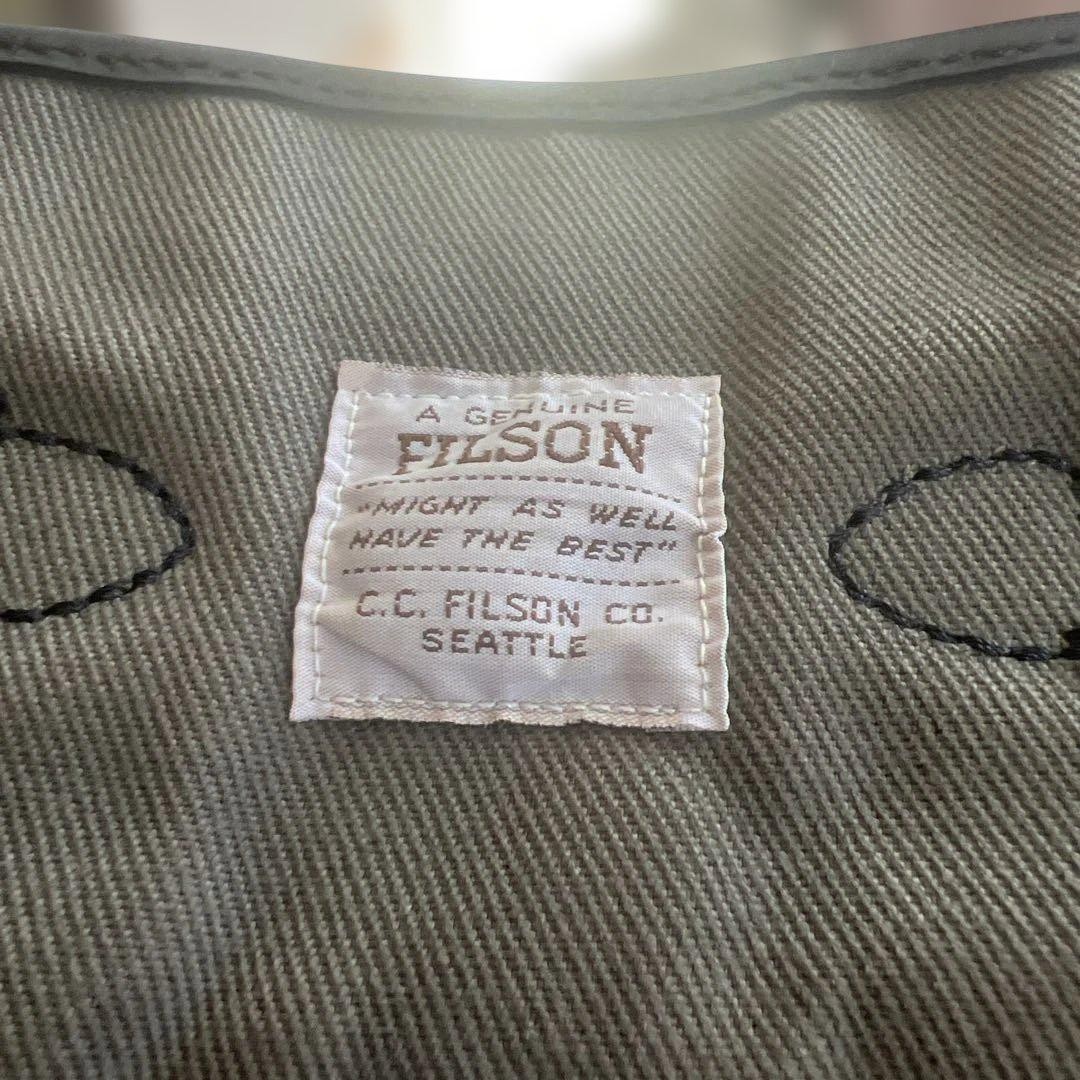 A GENUINE
FILSON
"MIGHT AS WELL
HAVE THE BEST"
C.C. FILSON CO.
SEATTLE